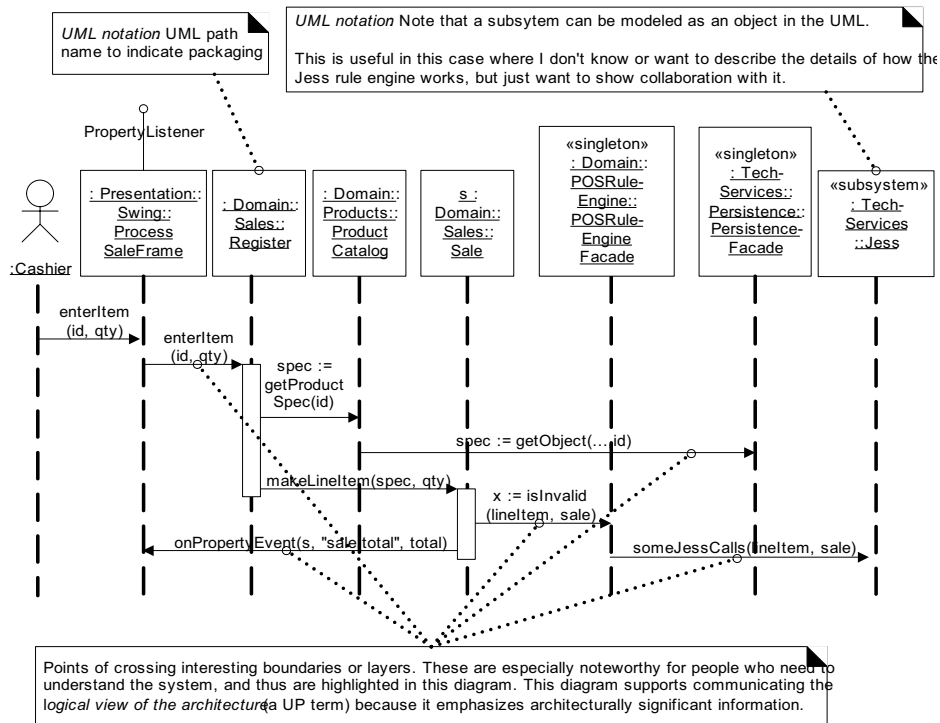 UML notation UML path
name to indicate packaging
UML notation Note that a subsytem can be modeled as an object in the UML.
This is useful in this case where I don't know or want to describe the details of how the
Jess rule engine works, but just want to show collaboration with it.
PropertyListener
:Cashier
: Presentation::
Swing::
Process
SaleFrame
: Domain::
Sales::
Register
: Domain::
Products::
Product
Catalog
s :
Domain::
Sales::
Sale
«singleton»
: Domain::
POSRule-
Engine::
POSRule-
Engine
Facade
«singleton»
: Tech-
Services::
Persistence::
Persistence-
Facade
«subsystem»
: Tech-
Services
::Jess
enterItem
(id, qty)
enterItem
(id, qty)
spec :=
getProduct
Spec(id)
spec := getObject(..., id)
makeLineItem(spec, qty)
x := isInvalid
(lineItem, sale)
onPropertyEvent(s, "sale.total", total)
someJessCalls(lineItem, sale)
Points of crossing interesting boundaries or layers. These are especially noteworthy for people who need to
understand the system, and thus are highlighted in this diagram. This diagram supports communicating the
logical view of the architecture (a UP term) because it emphasizes architecturally significant information.